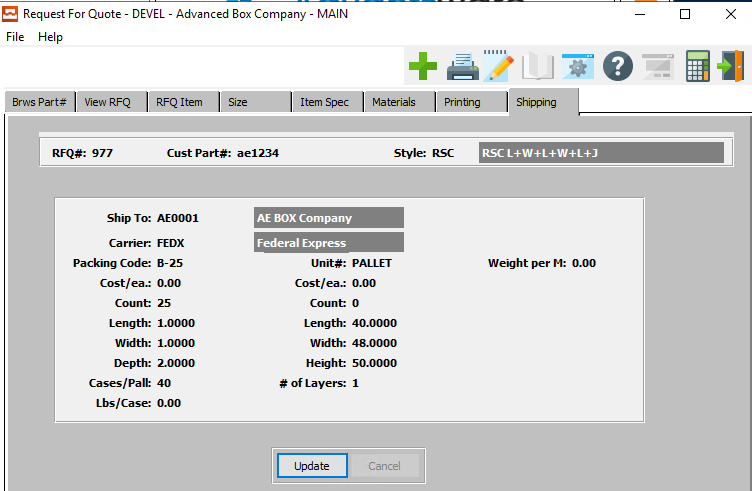 Request For Quote - DEVEL - Advanced Box Company - MAIN
File Help
Brws Part# View RFQ RFQ Item Size Item Spec Materials Printing Shipping
RFQ#: 977 Cust Part#: ae1234 Style: RSC RSC L+W+L+W+L+J
Ship To: AE0001 AE BOX Company
Carrier: FEDX Federal Express
Packing Code: B-25 Unit#: PALLET Weight per M: 0.00
Cost/ea.: 0.00 Cost/ea.: 0.00
Count: 25 Count: 0
Length: 1.0000 Length: 40.0000
Width: 1.0000 Width: 48.0000
Depth: 2.0000 Height: 50.0000
Cases/Pall: 40 # of Layers: 1
Lbs/Case: 0.00
Update Cancel